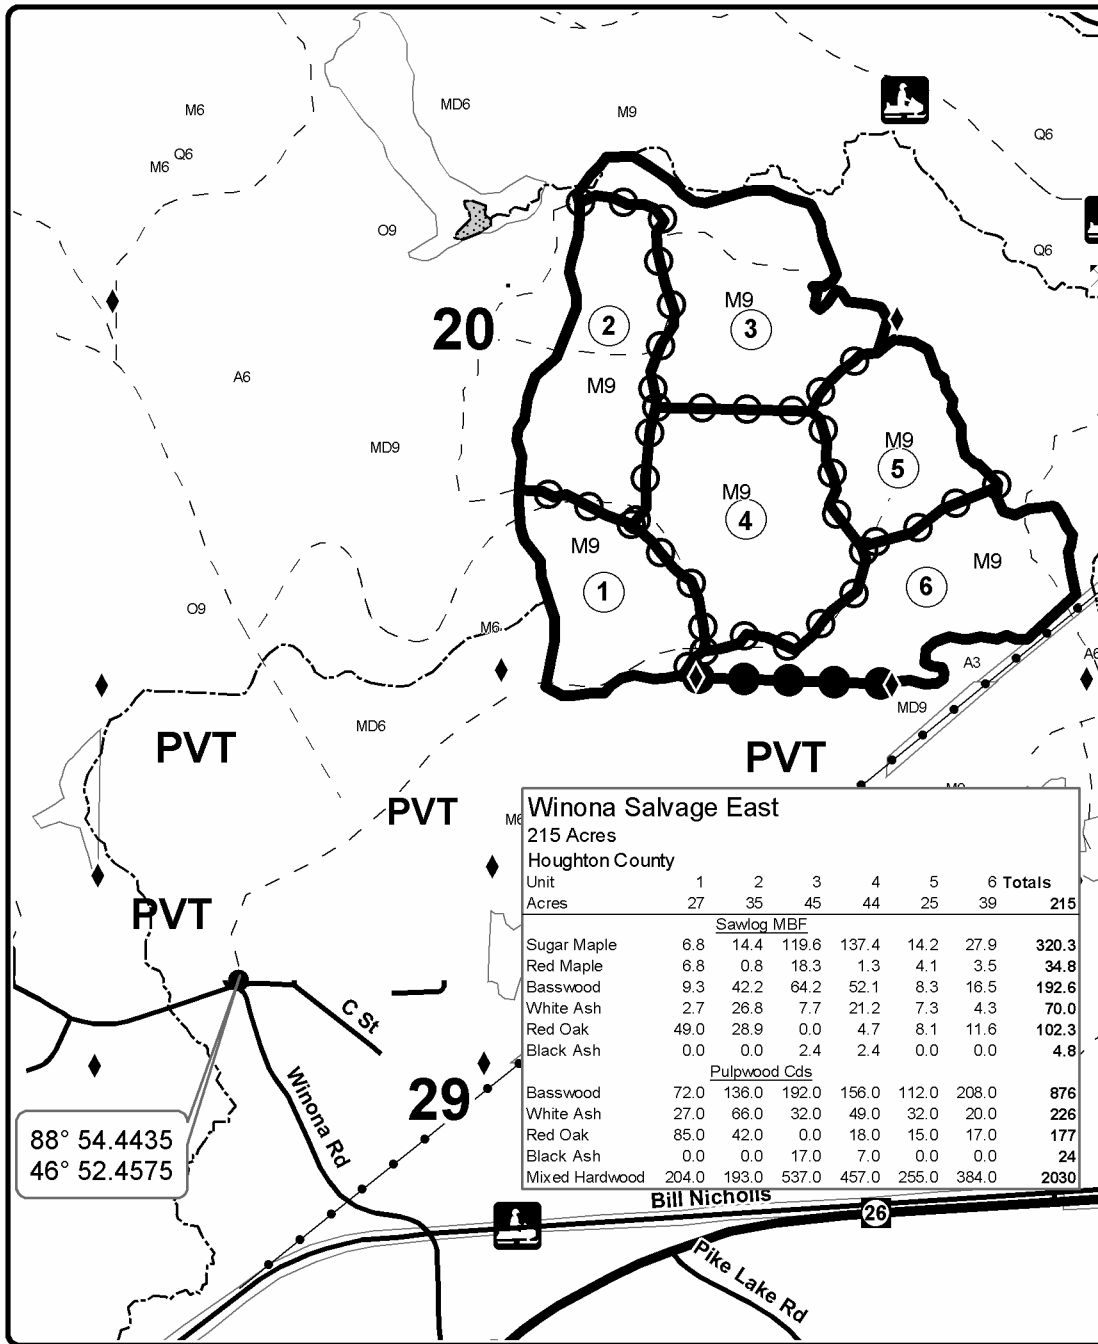 M6
MD6
M9
Q6
M6
Q6
O9
Q6
20
2
M9
3
M9
A6
MD9
M9
5
M9
4
M9
1
M9
6
O9
M6
A3
A6
MD9
MD6
PVT
PVT
PVT
PVT
Winona Salvage East
215 Acres
Houghton County
Unit 1 2 3 4 5 6 Totals
Acres 27 35 45 44 25 39 215
Sawlog MBF
Sugar Maple 6.8 14.4 119.6 137.4 14.2 27.9 320.3
Red Maple 6.8 0.8 18.3 1.3 4.1 3.5 34.8
Basswood 9.3 42.2 64.2 52.1 8.3 16.5 192.6
White Ash 2.7 26.8 7.7 21.2 7.3 4.3 70.0
Red Oak 49.0 28.9 0.0 4.7 8.1 11.6 102.3
Black Ash 0.0 0.0 2.4 2.4 0.0 0.0 4.8
Pulpwood Cds
Basswood 72.0 136.0 192.0 156.0 112.0 208.0 876
White Ash 27.0 66.0 32.0 49.0 32.0 20.0 226
Red Oak 85.0 42.0 0.0 18.0 15.0 17.0 177
Black Ash 0.0 0.0 17.0 7.0 0.0 0.0 24
Mixed Hardwood 204.0 193.0 537.0 457.0 255.0 384.0 2030
C St
Winona Rd
29
88° 54.4435
46° 52.4575
Bill Nicholls
26
Pike Lake Rd